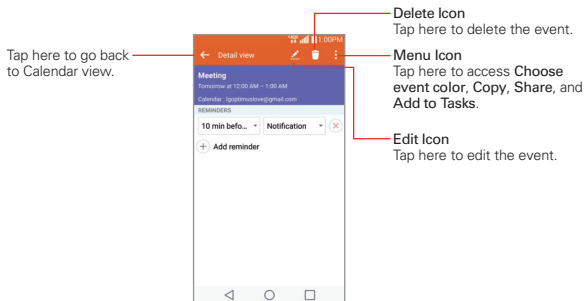 Tap here to go back
to Calendar view.
1:00PM
Detail view
Meeting
Tomorrow at 12:00 AM – 1:00 AM
Calendar : lgoptimuslove@gmail.com
REMINDERS
10 min befo...
Notification
Add reminder
Delete Icon
Tap here to delete the event.
Menu Icon
Tap here to access Choose
event color, Copy, Share, and
Add to Tasks.
Edit Icon
Tap here to edit the event.